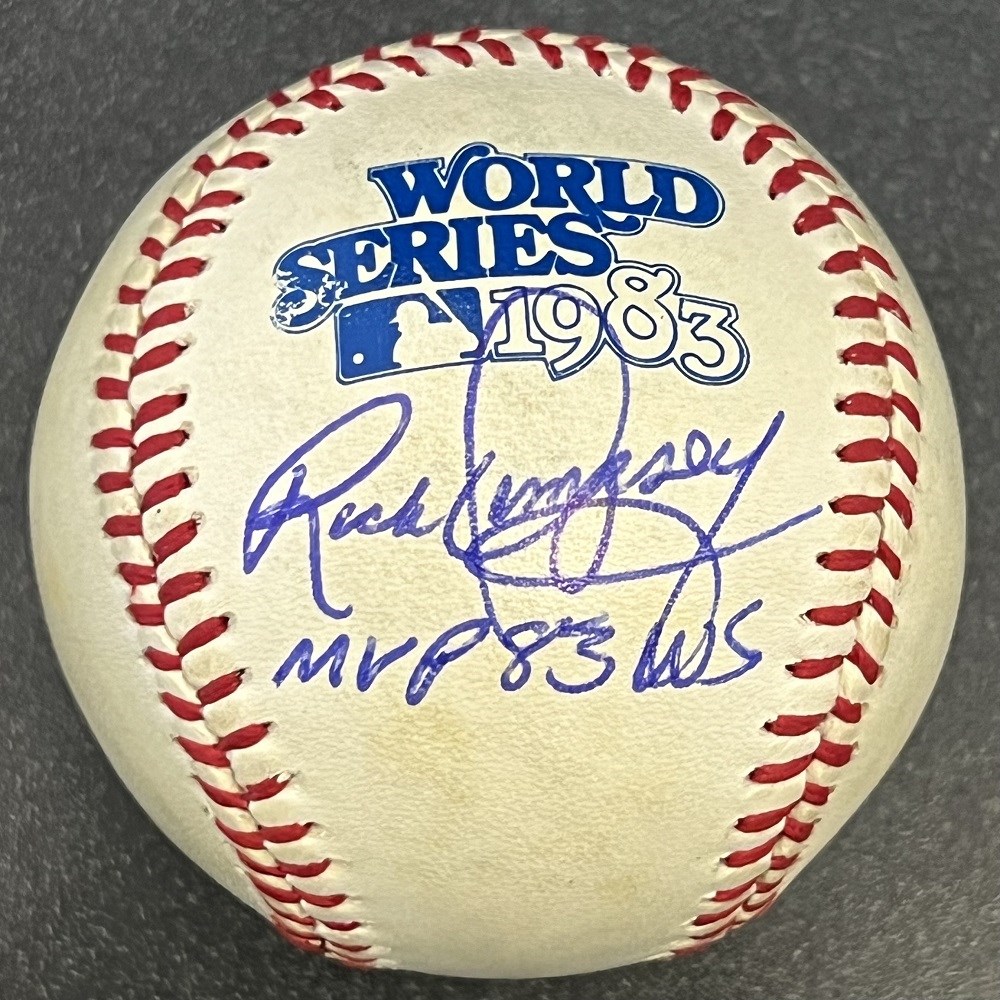 WORLD
SERIES
1983
Rick Dempsey
MVP 83 WS